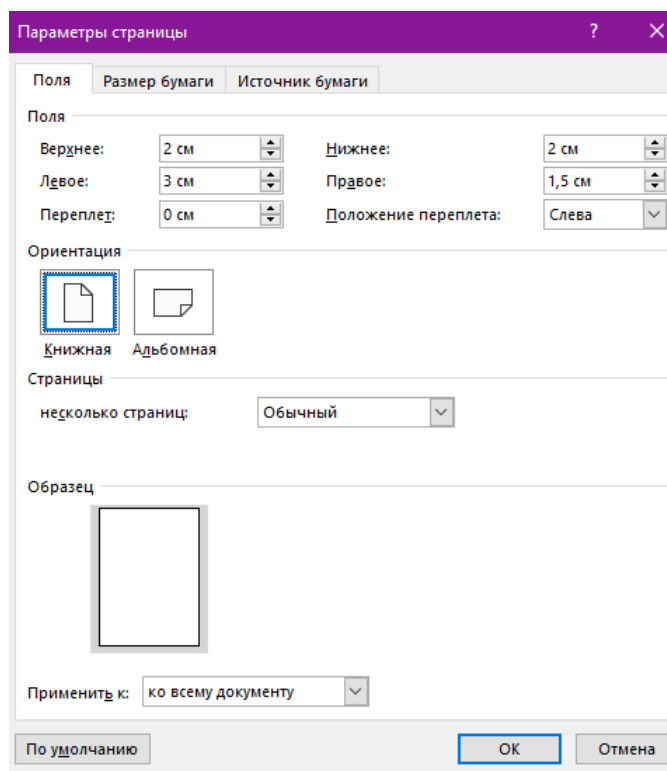 Параметры страницы ?
Поля Размер бумаги Источник бумаги
Поля
Верхнее: 2 см Нижнее: 2 см
Левое: 3 см Правое: 1,5 см
Переплет: 0 см Положение переплета: Слева
Ориентация
Книжная Альбомная
Страницы
несколько страниц: Обычный
Образец
Применить к: ко всему документу
По умолчанию ОК Отмена